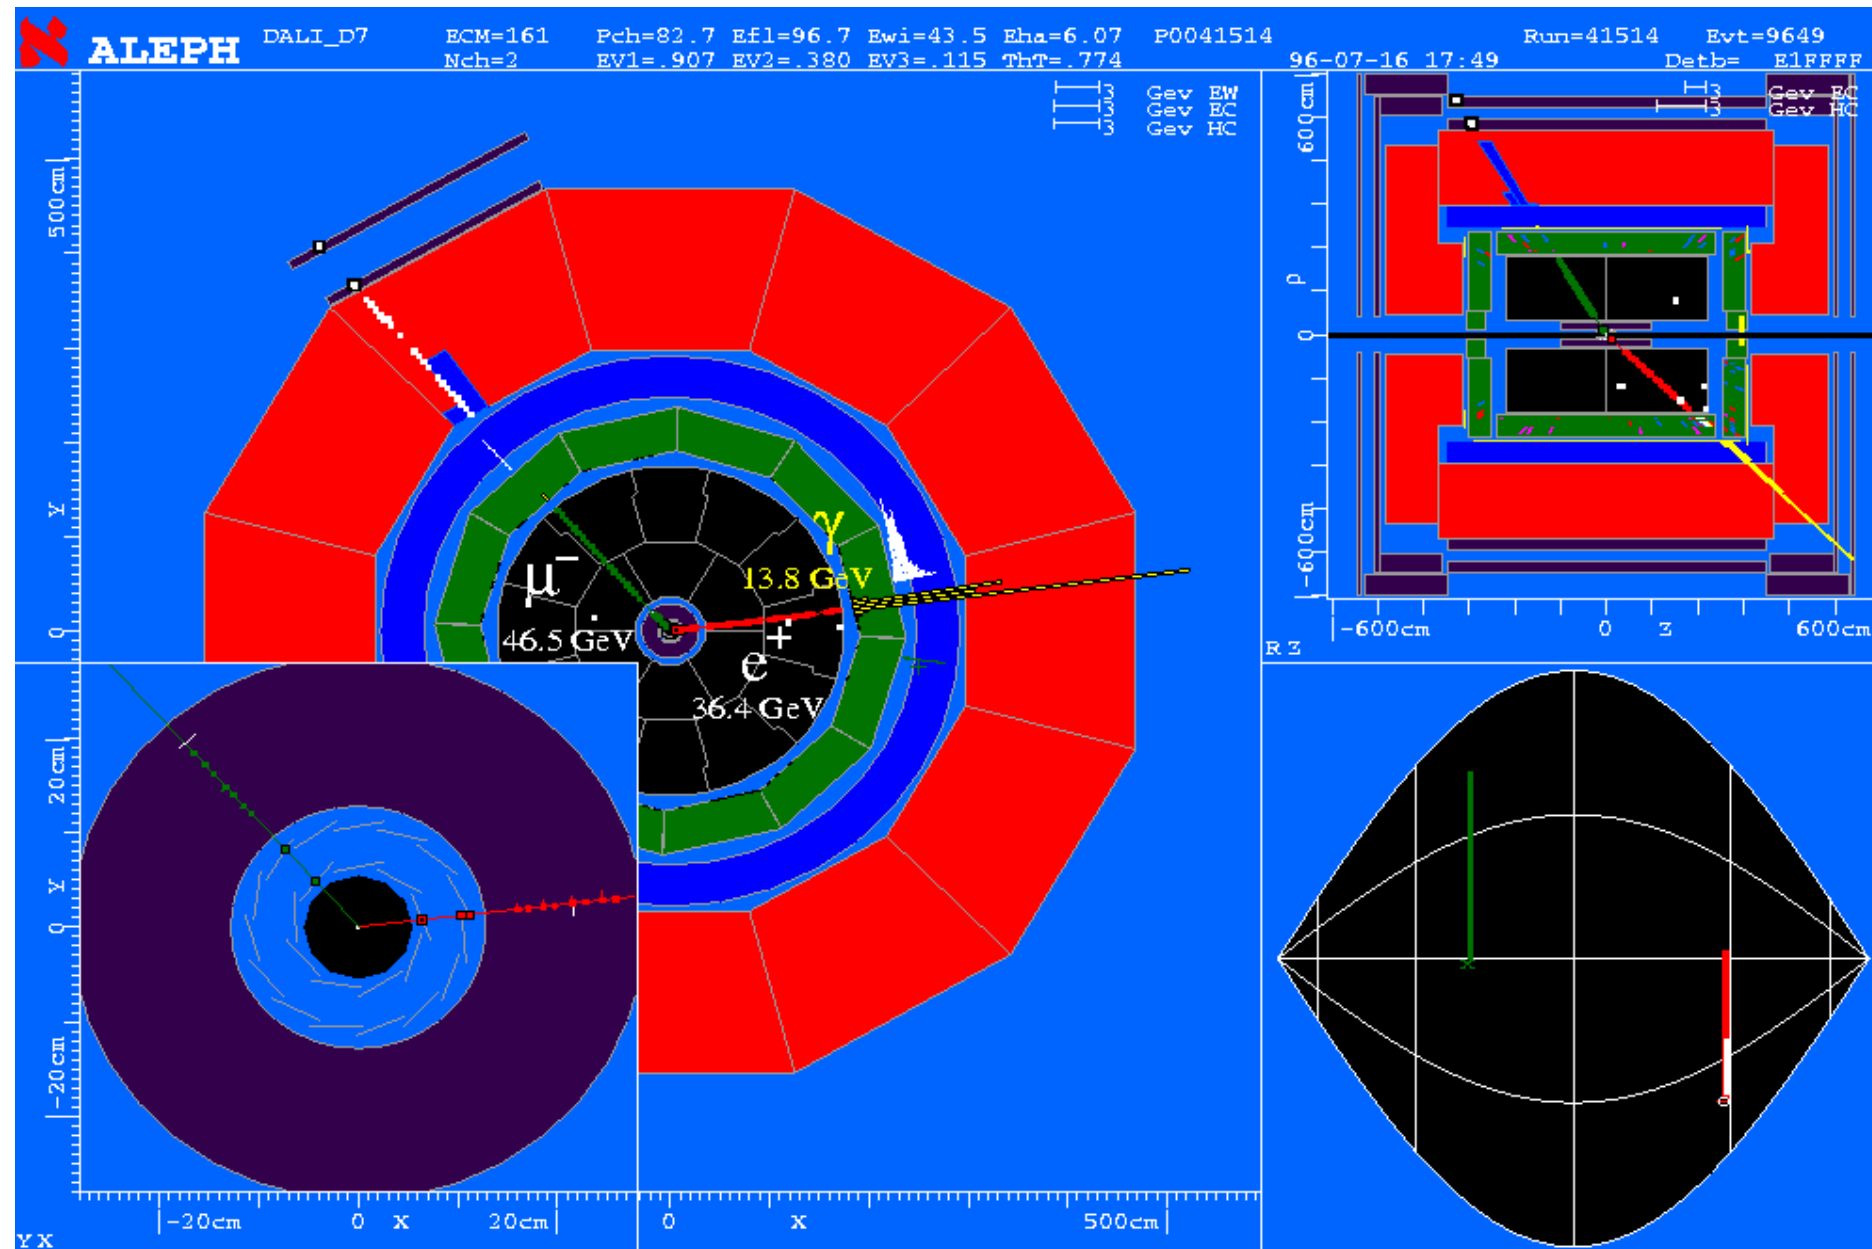 ALEPH DALI_D7 ECM=161 Pch=82.7 Efl=96.7 Ewi=43.5 Eha=6.07 P0041514 Run=41514 Evt=9649
Nch=2 EV1=.907 EV2=.380 EV3=.115 ThT=.774 96-07-16 17:49 Detb= E1FFFF
3 Gev EW
3 Gev EC
3 Gev HC
500cm
Y
0
μ−
46.5 GeV
γ
13.8 GeV
e+
36.4 GeV
3 Gev EC
3 Gev HC
600cm
ρ
0
-600cm
-600cm 0 Z 600cm
RZ
20cm
Y
0
-20cm
-20cm 0 X 20cm
0 X 500cm
YX